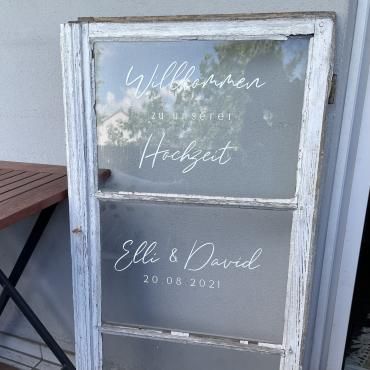 Willkommen
zu unserer
Hochzeit
Elli & David
20.08.2021